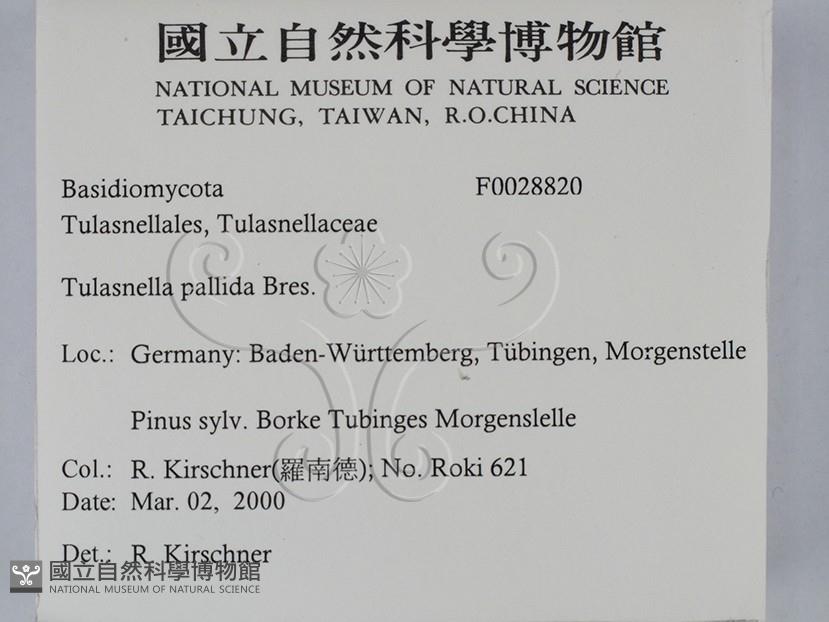 國立自然科學博物館
NATIONAL MUSEUM OF NATURAL SCIENCE
TAICHUNG, TAIWAN, R.O.CHINA
Basidiomycota F0028820
Tulasnellales, Tulasnellaceae
Tulasnella pallida Bres.
Loc.: Germany: Baden-Württemberg, Tübingen, Morgenstelle
Pinus sylv. Borke Tubinges Morgenslelle
Col.: R. Kirschner(羅南德); No. Roki 621
Date: Mar. 02, 2000
Det.: R. Kirschner
國立自然科學博物館
NATIONAL MUSEUM OF NATURAL SCIENCE